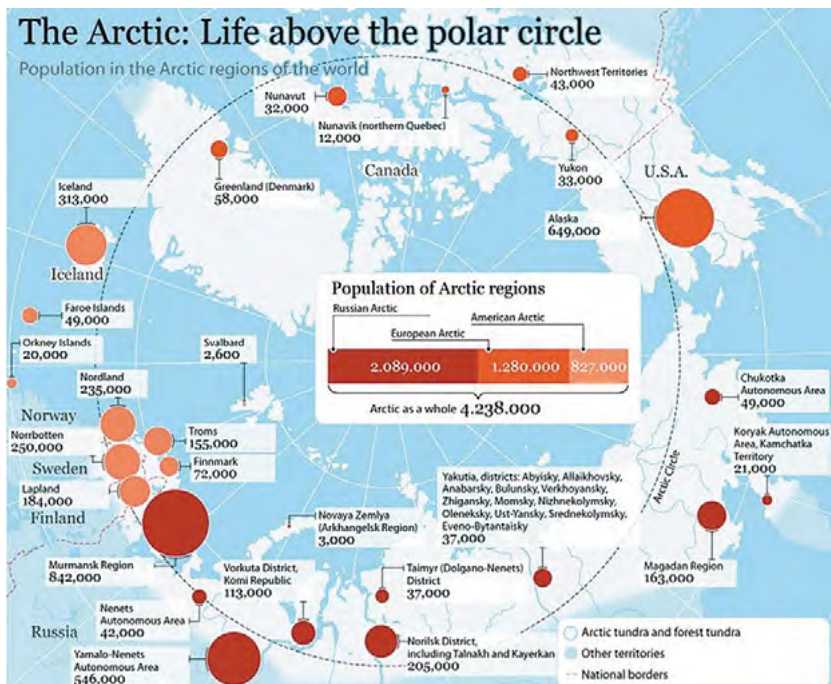 The Arctic: Life above the polar circle
Population in the Arctic regions of the world
Northwest Territories
43,000
Nunavut
32,000
Nunavik (northern Quebec)
12,000
Canada
Yukon
33,000
U.S.A.
Greenland (Denmark)
58,000
Iceland
313,000
Alaska
649,000
Iceland
Faroe Islands
49,000
Orkney Islands
20,000
Svalbard
2,600
Population of Arctic regions
Russian Arctic
American Arctic
European Arctic
2.089.000
1.280.000
827.000
Arctic as a whole 4.238.000
Nordland
235,000
Norway
Norrbotten
250,000
Troms
155,000
Sweden
Finnmark
72,000
Lapland
184,000
Finland
Chukotka
Autonomous Area
49,000
Koryak Autonomous
Area, Kamchatka
Territory
21,000
Arctic Circle
Yakutia, districts: Abyisky, Allaikhovsky,
Anabarsky, Bulunsky, Verkhoyansky,
Zhigansky, Momsky, Nizhnekolymsky,
Oleneksky, Ust-Yansky, Srednekolymsky,
Eveno-Bytantaisky
37,000
Novaya Zemlya
(Arkhangelsk Region)
3,000
Magadan Region
163,000
Murmansk Region
842,000
Vorkuta District,
Komi Republic
113,000
Taimyr (Dolgano-Nenets)
District
37,000
Nenets
Autonomous Area
42,000
Russia
Yamalo-Nenets
Autonomous Area
546,000
Norilsk District,
including Talnakh and Kayerkan
205,000
Arctic tundra and forest tundra
Other territories
National borders